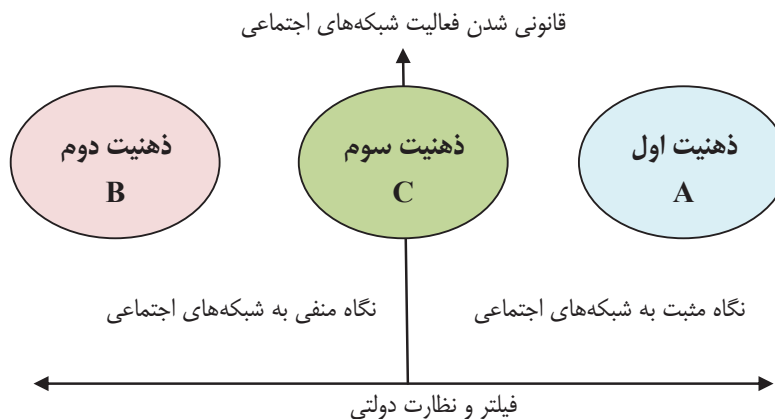 قانونی شدن فعالیت شبکه‌های اجتماعی
ذهنیت اول
A
ذهنیت سوم
C
ذهنیت دوم
B
نگاه مثبت به شبکه‌های اجتماعی
نگاه منفی به شبکه‌های اجتماعی
فیلتر و نظارت دولتی